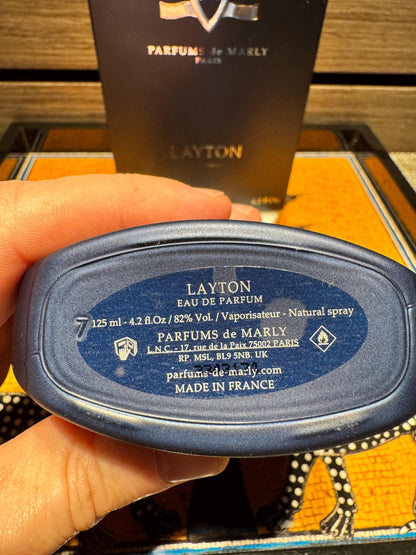 PARFUMS de MARLY
PARIS
LAYTON
LAYTON
EAU DE PARFUM
7
125 ml - 4.2 fl.Oz / 82% Vol. / Vaporisateur - Natural spray
PARFUMS de MARLY
L.N.C. - 17, rue de la Paix 75002 PARIS
RP. MSL, BL9 5NB. UK
parfums-de-marly.com
MADE IN FRANCE